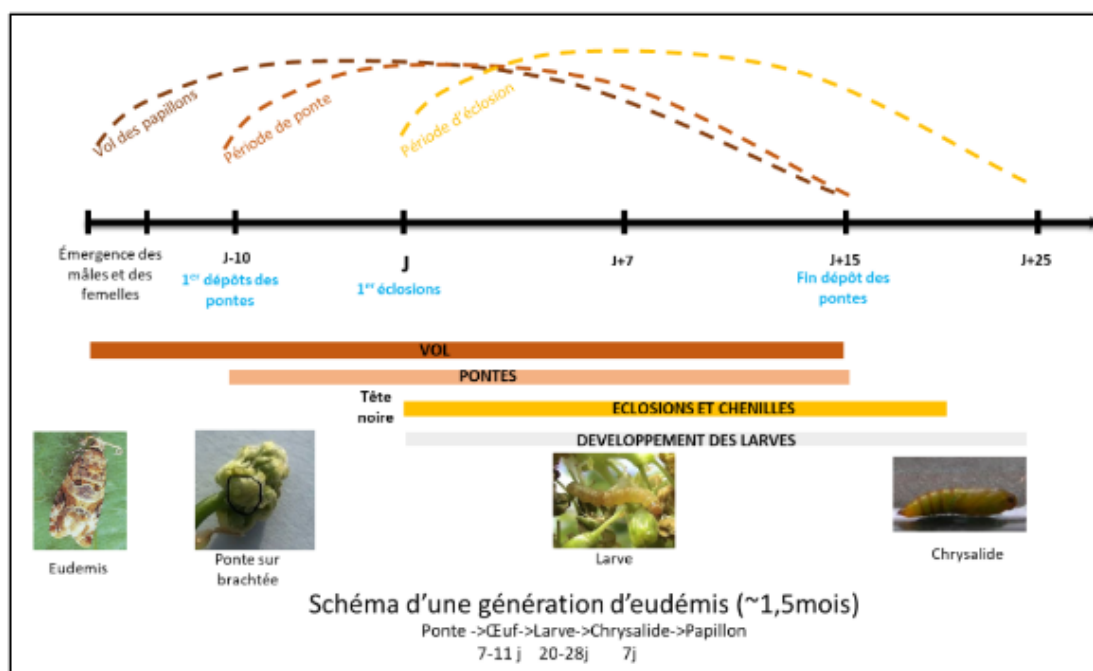 Vol des papillons
Période de ponte
Période d'éclosion
Émergence des
mâles et des
femelles
J-10
1er dépôts des
pontes
J
1er éclosions
J+7
J+15
Fin dépôt des
pontes
J+25
VOL
PONTES
Tête
noire
ECLOSIONS ET CHENILLES
DEVELOPPEMENT DES LARVES
Eudemis
Ponte sur
brachtée
Larve
Chrysalide
Schéma d'une génération d'eudémis (~1,5mois)
Ponte ->Œuf->Larve->Chrysalide->Papillon
7-11 j 20-28j 7j